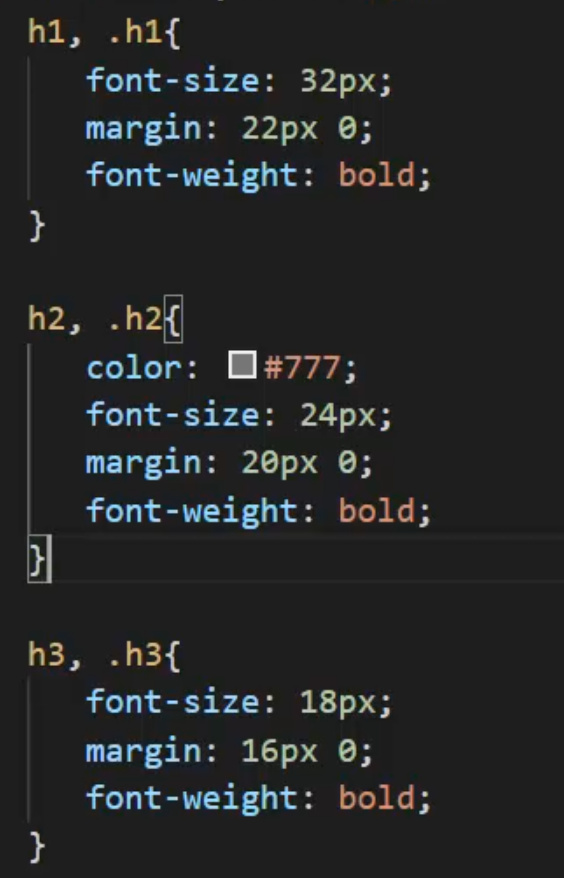 h1, .h1{
font-size: 32px;
margin: 22px 0;
font-weight: bold;
}
h2, .h2{
color: #777;
font-size: 24px;
margin: 20px 0;
font-weight: bold;
}
h3, .h3{
font-size: 18px;
margin: 16px 0;
font-weight: bold;
}